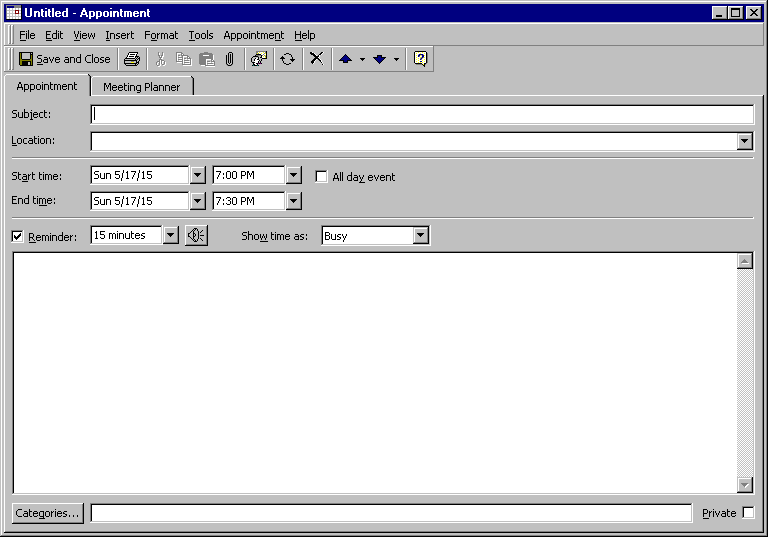 Untitled - Appointment
File Edit View Insert Format Tools Appointment Help
Save and Close
Appointment Meeting Planner
Subject:
Location:
Start time: Sun 5/17/15 7:00 PM All day event
End time: Sun 5/17/15 7:30 PM
Reminder: 15 minutes Show time as: Busy
Categories... Private